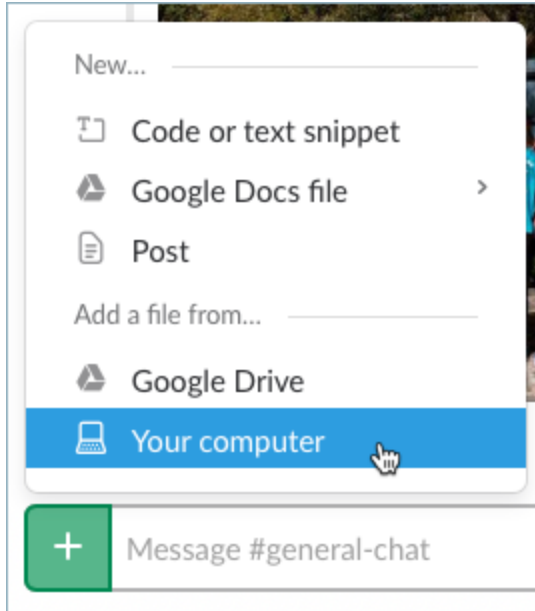 New...
Code or text snippet
Google Docs file
Post
Add a file from...
Google Drive
Your computer
Message #general-chat